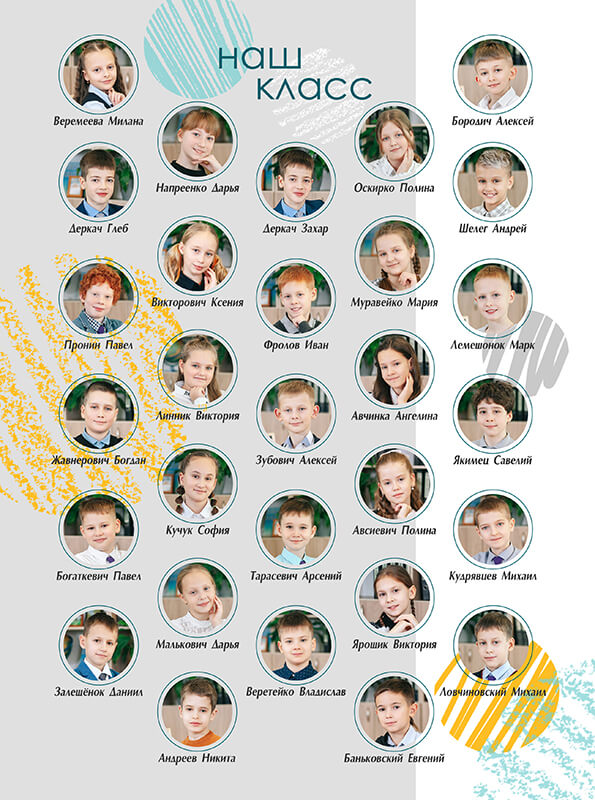 наш
класс
Веремеева Милана
Бородич Алексей
Напреенко Дарья
Оскирко Полина
Деркач Глеб
Деркач Захар
Шелег Андрей
Викторович Ксения
Муравейко Мария
Пронин Павел
Фролов Иван
Лемешонок Марк
Линник Виктория
Авчинка Ангелина
Жавнерович Богдан
Зубович Алексей
Якимец Савелий
Кучук София
Авсиевич Полина
Богаткевич Павел
Тарасевич Арсений
Кудрявцев Михаил
Малькович Дарья
Ярошик Виктория
Залешёнок Даниил
Веретейко Владислав
Ловчиновский Михаил
Андреев Никита
Баньковский Евгений